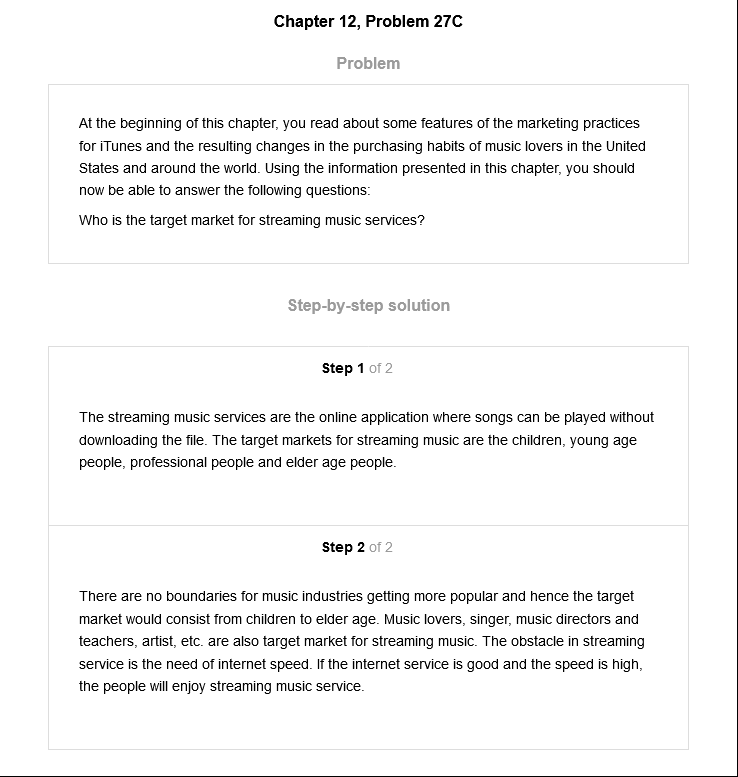 Chapter 12, Problem 27C
Problem
At the beginning of this chapter, you read about some features of the marketing practices
for iTunes and the resulting changes in the purchasing habits of music lovers in the United
States and around the world. Using the information presented in this chapter, you should
now be able to answer the following questions:
Who is the target market for streaming music services?
Step-by-step solution
Step 1 of 2
The streaming music services are the online application where songs can be played without
downloading the file. The target markets for streaming music are the children, young age
people, professional people and elder age people.
Step 2 of 2
There are no boundaries for music industries getting more popular and hence the target
market would consist from children to elder age. Music lovers, singer, music directors and
teachers, artist, etc. are also target market for streaming music. The obstacle in streaming
service is the need of internet speed. If the internet service is good and the speed is high,
the people will enjoy streaming music service.